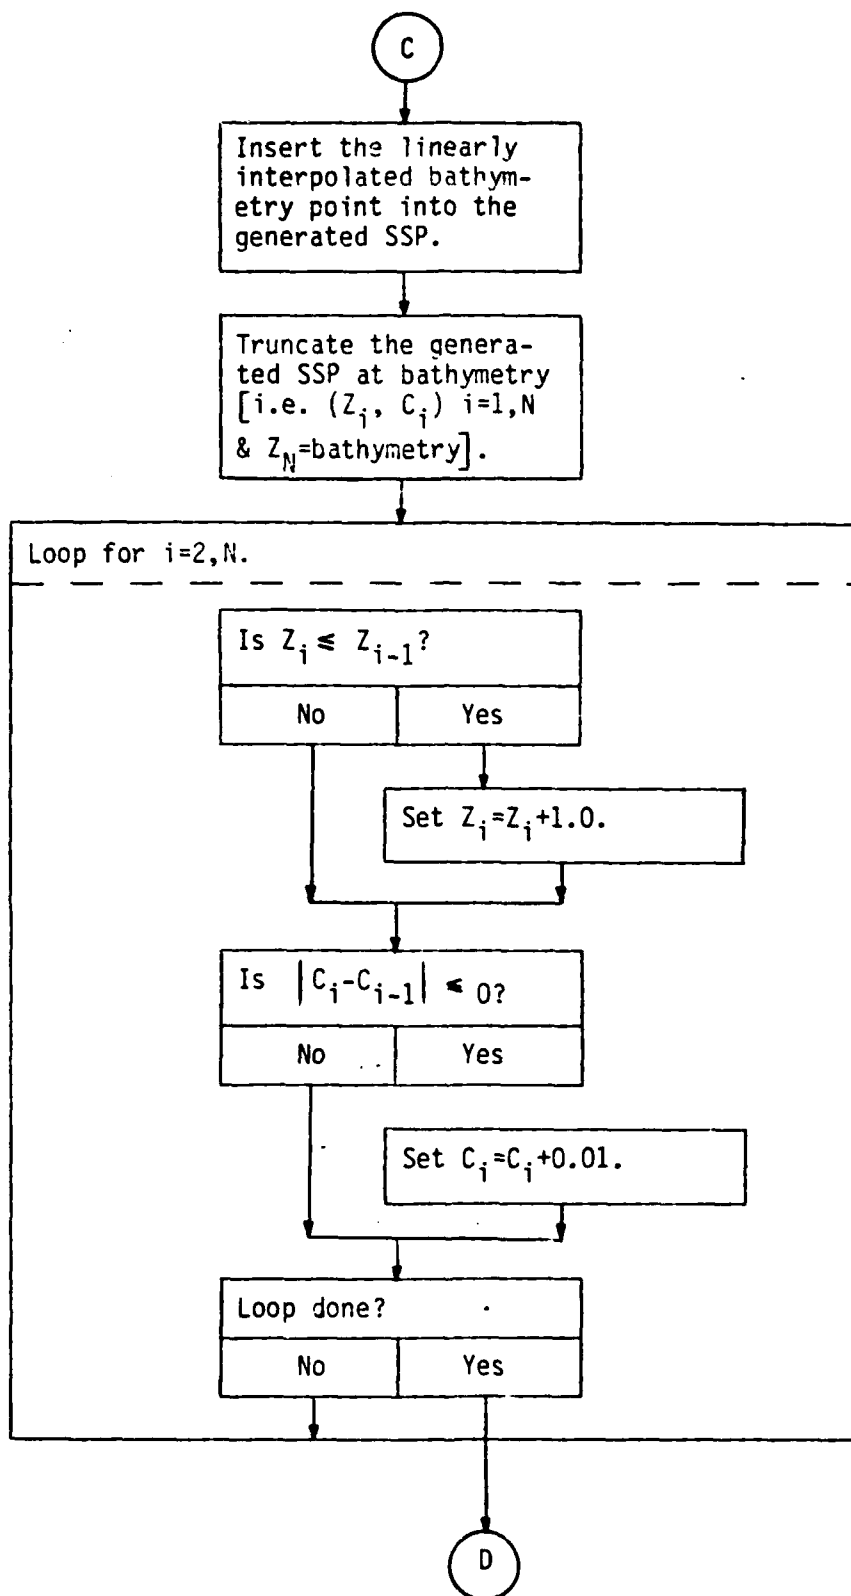 C
Insert the linearly
interpolated bathym-
etry point into the
generated SSP.
Truncate the genera-
ted SSP at bathymetry
[i.e. (Z_i, C_i) i=1,N
& Z_N=bathymetry].
Loop for i=2,N.
Is Z_i ≤ Z_{i-1}?
No Yes
Set Z_i=Z_i+1.0.
Is |C_i-C_{i-1}| ≤ 0?
No Yes
Set C_i=C_i+0.01.
Loop done?
No Yes
D